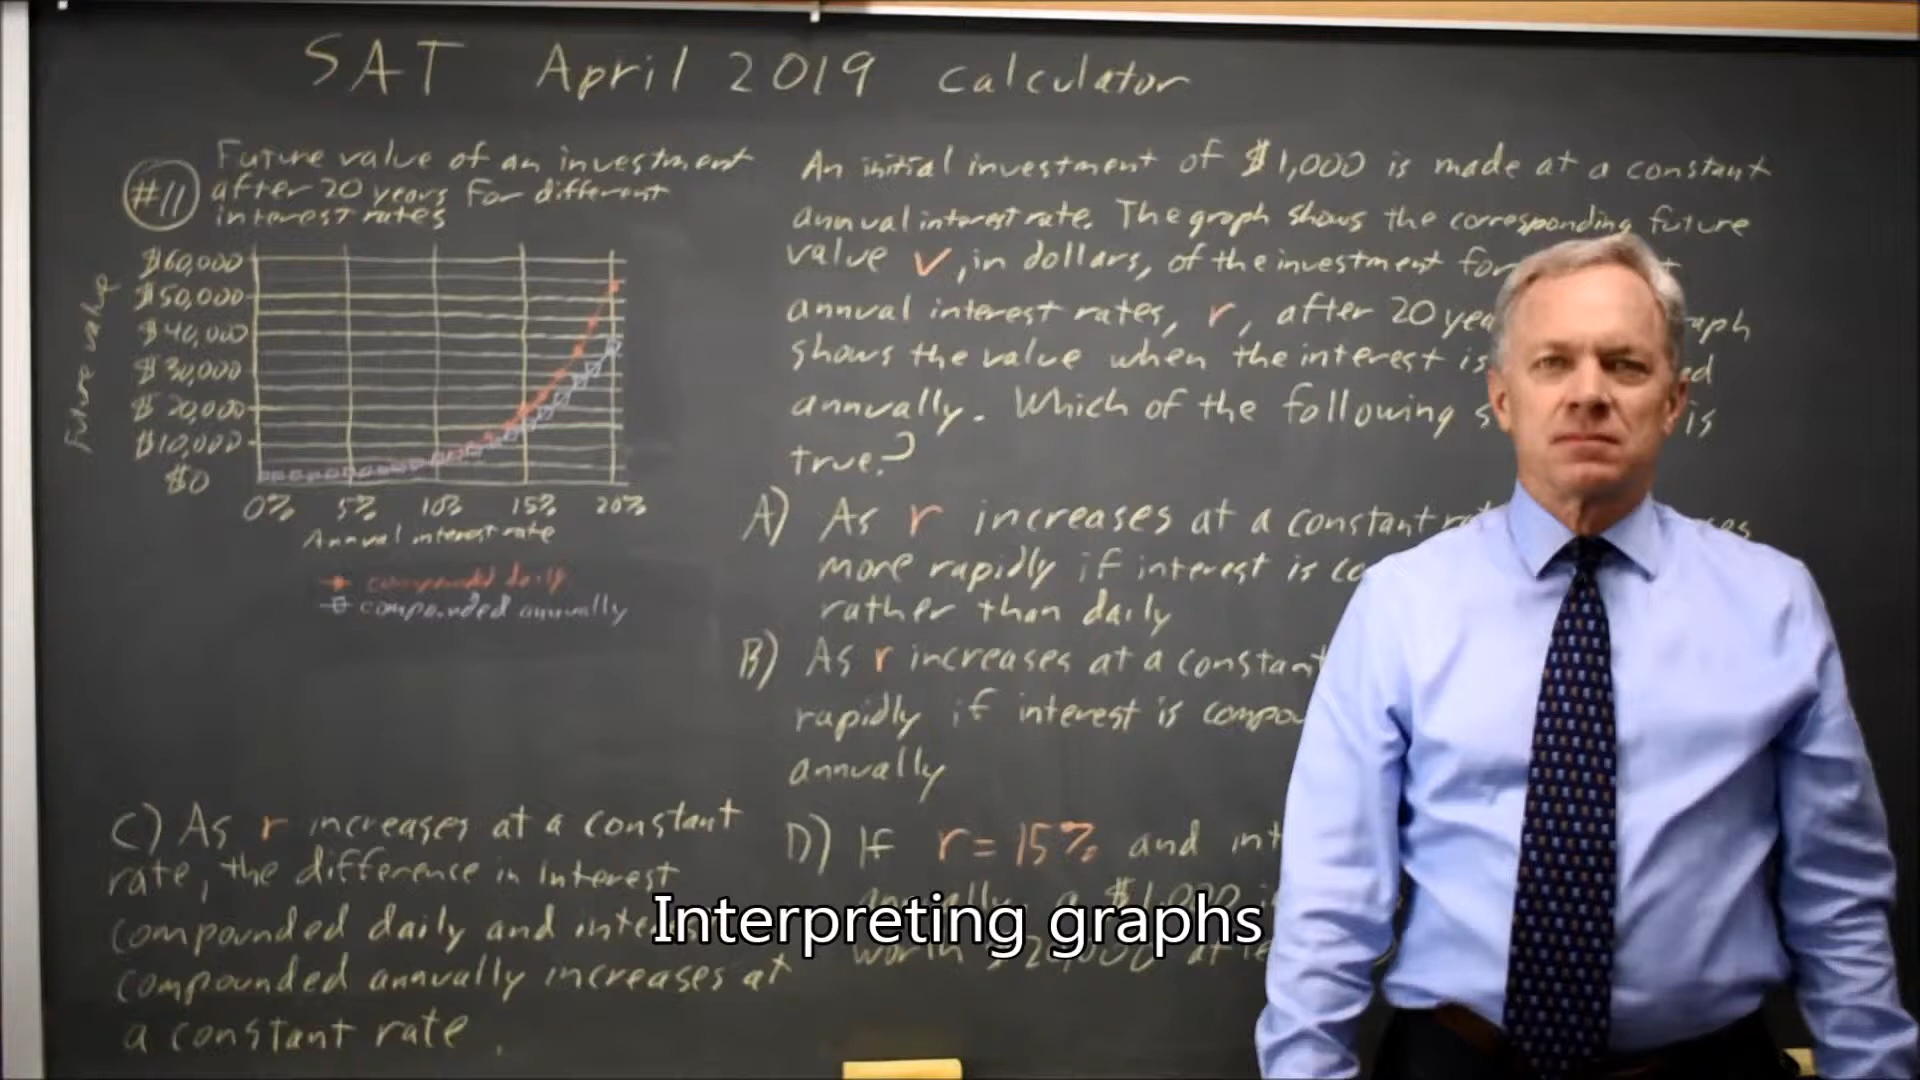 SAT April 2019 calculator
#11
Future value of an investment
after 20 years for different
interest rates
Future value
$60,000
$50,000
$40,000
$30,000
$20,000
$10,000
$0
0% 5% 10% 15% 20%
Annual interest rate
compound daily
compounded annually
An initial investment of $1,000 is made at a constant
annual interest rate. The graph shows the corresponding future
value V, in dollars, of the investment for
annual interest rates, r, after 20
shows the value when the interest is
annually. Which of the following is
true?
A) As r increases at a constant
more rapidly if interest is
rather than daily
B) As r increases at a constant
rapidly if interest is
annually
C) As r increases at a constant
rate, the difference in interest
compounded daily and
compounded annually increases at
a constant rate.
D) If r = 15% and
Interpreting graphs